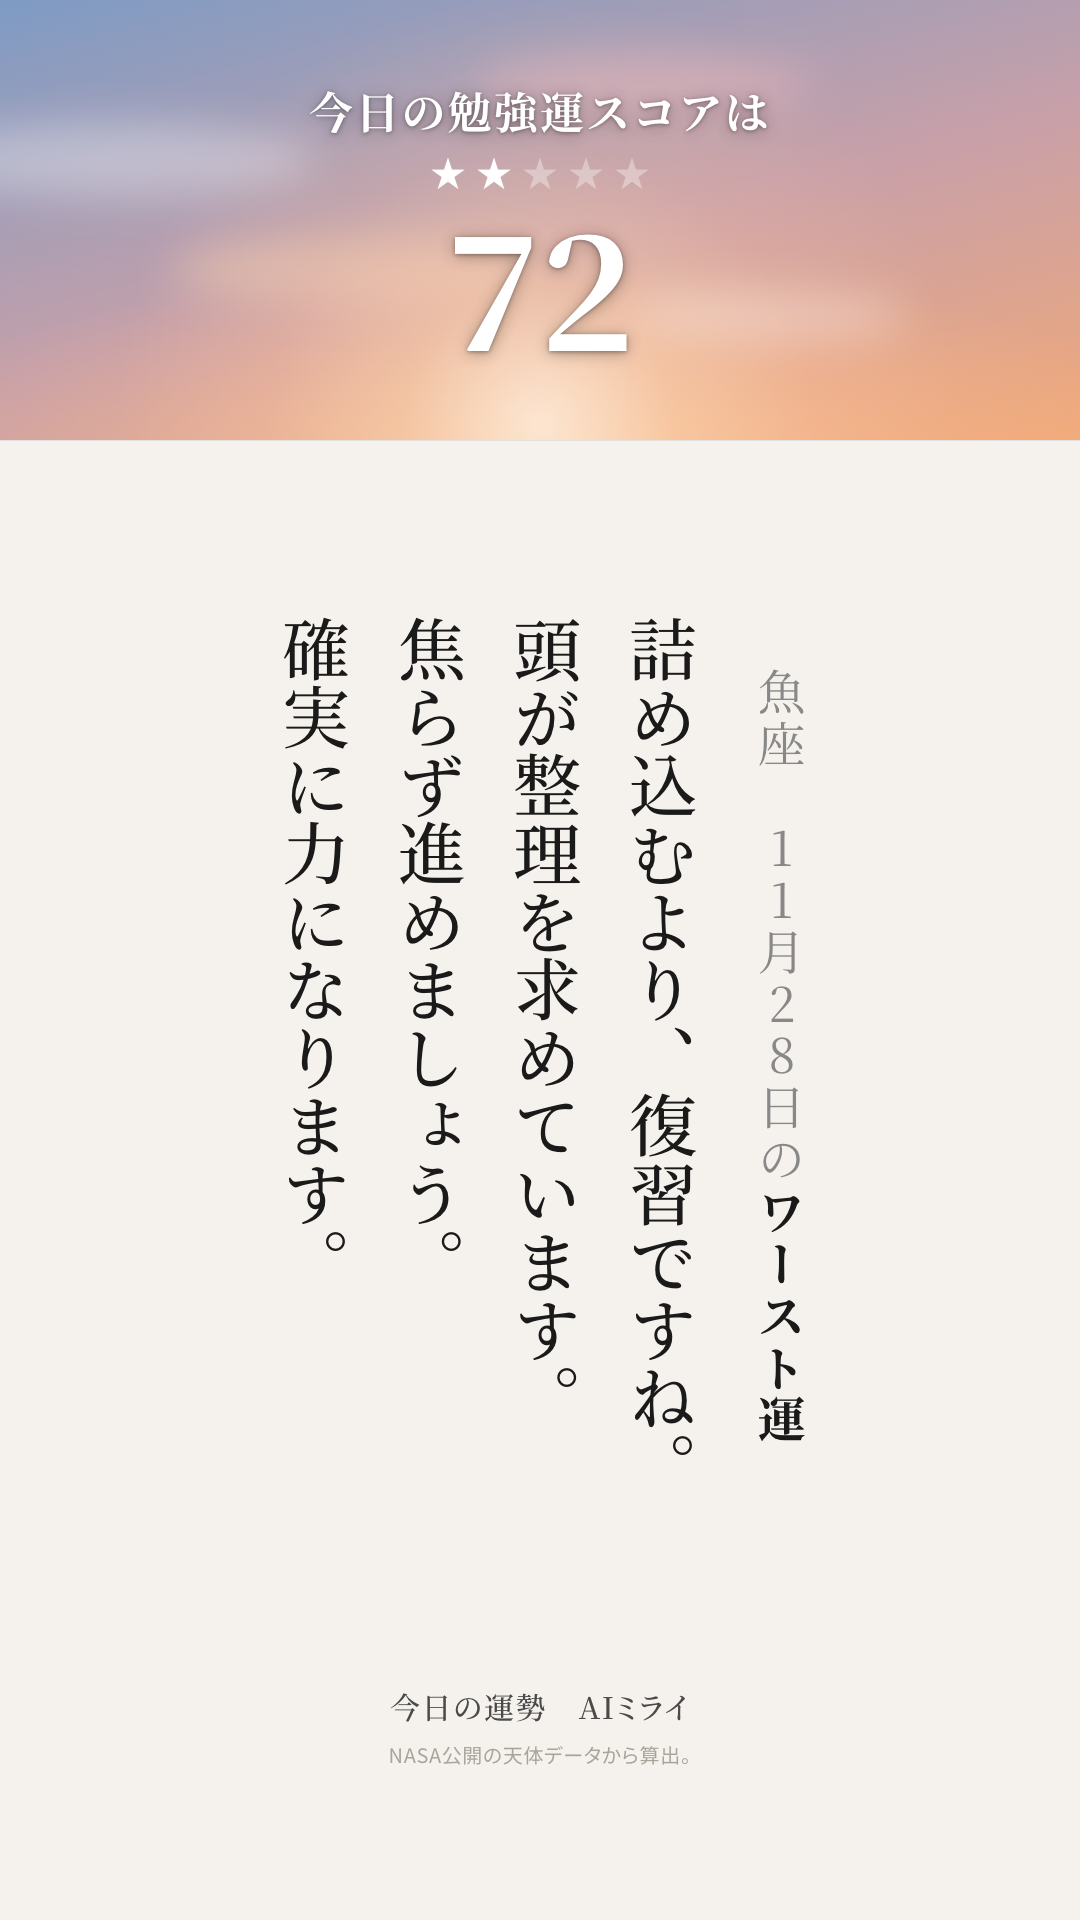 今日の勉強運スコアは
★★★★★
72
魚座　11月28日のワースト運
詰め込むより、復習ですね。
頭が整理を求めています。
焦らず進めましょう。
確実に力になります。
今日の運勢　AIミライ
NASA公開の天体データから算出。